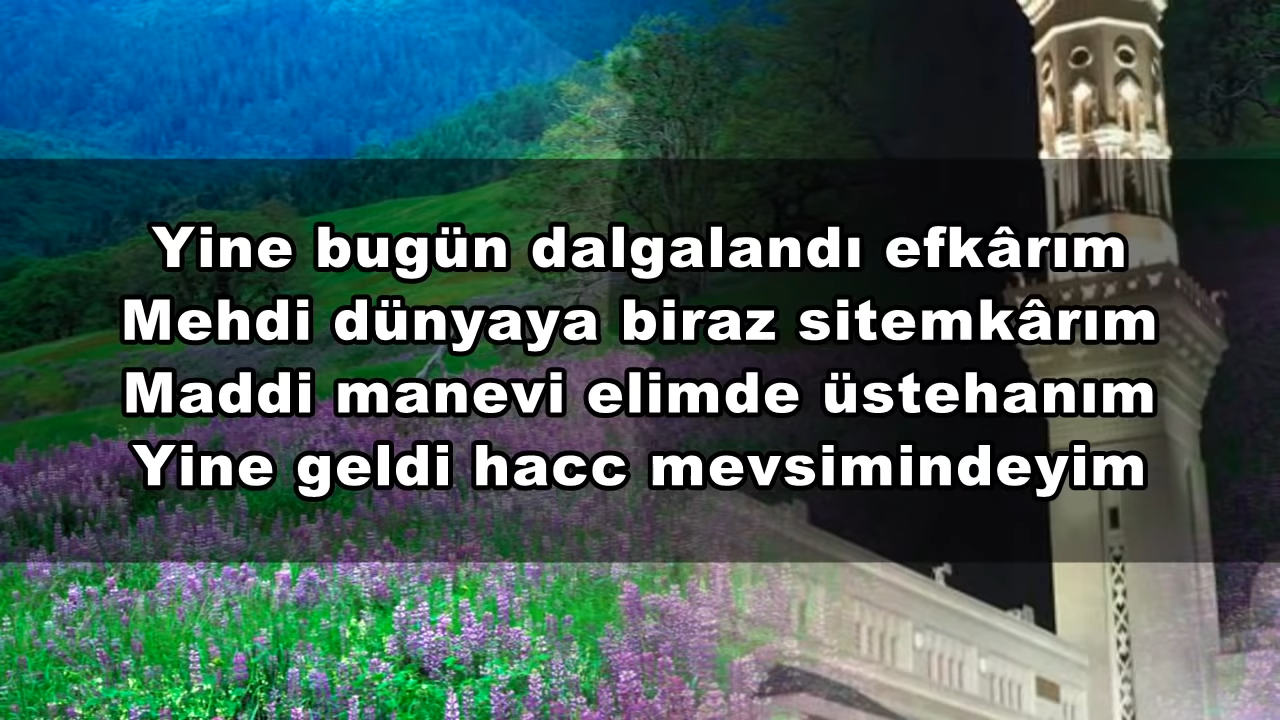 Yine bugün dalgalandı efkârım
Mehdi dünyaya biraz sitemkârım
Maddi manevi elimde üstehanım
Yine geldi hacc mevsimindeyim